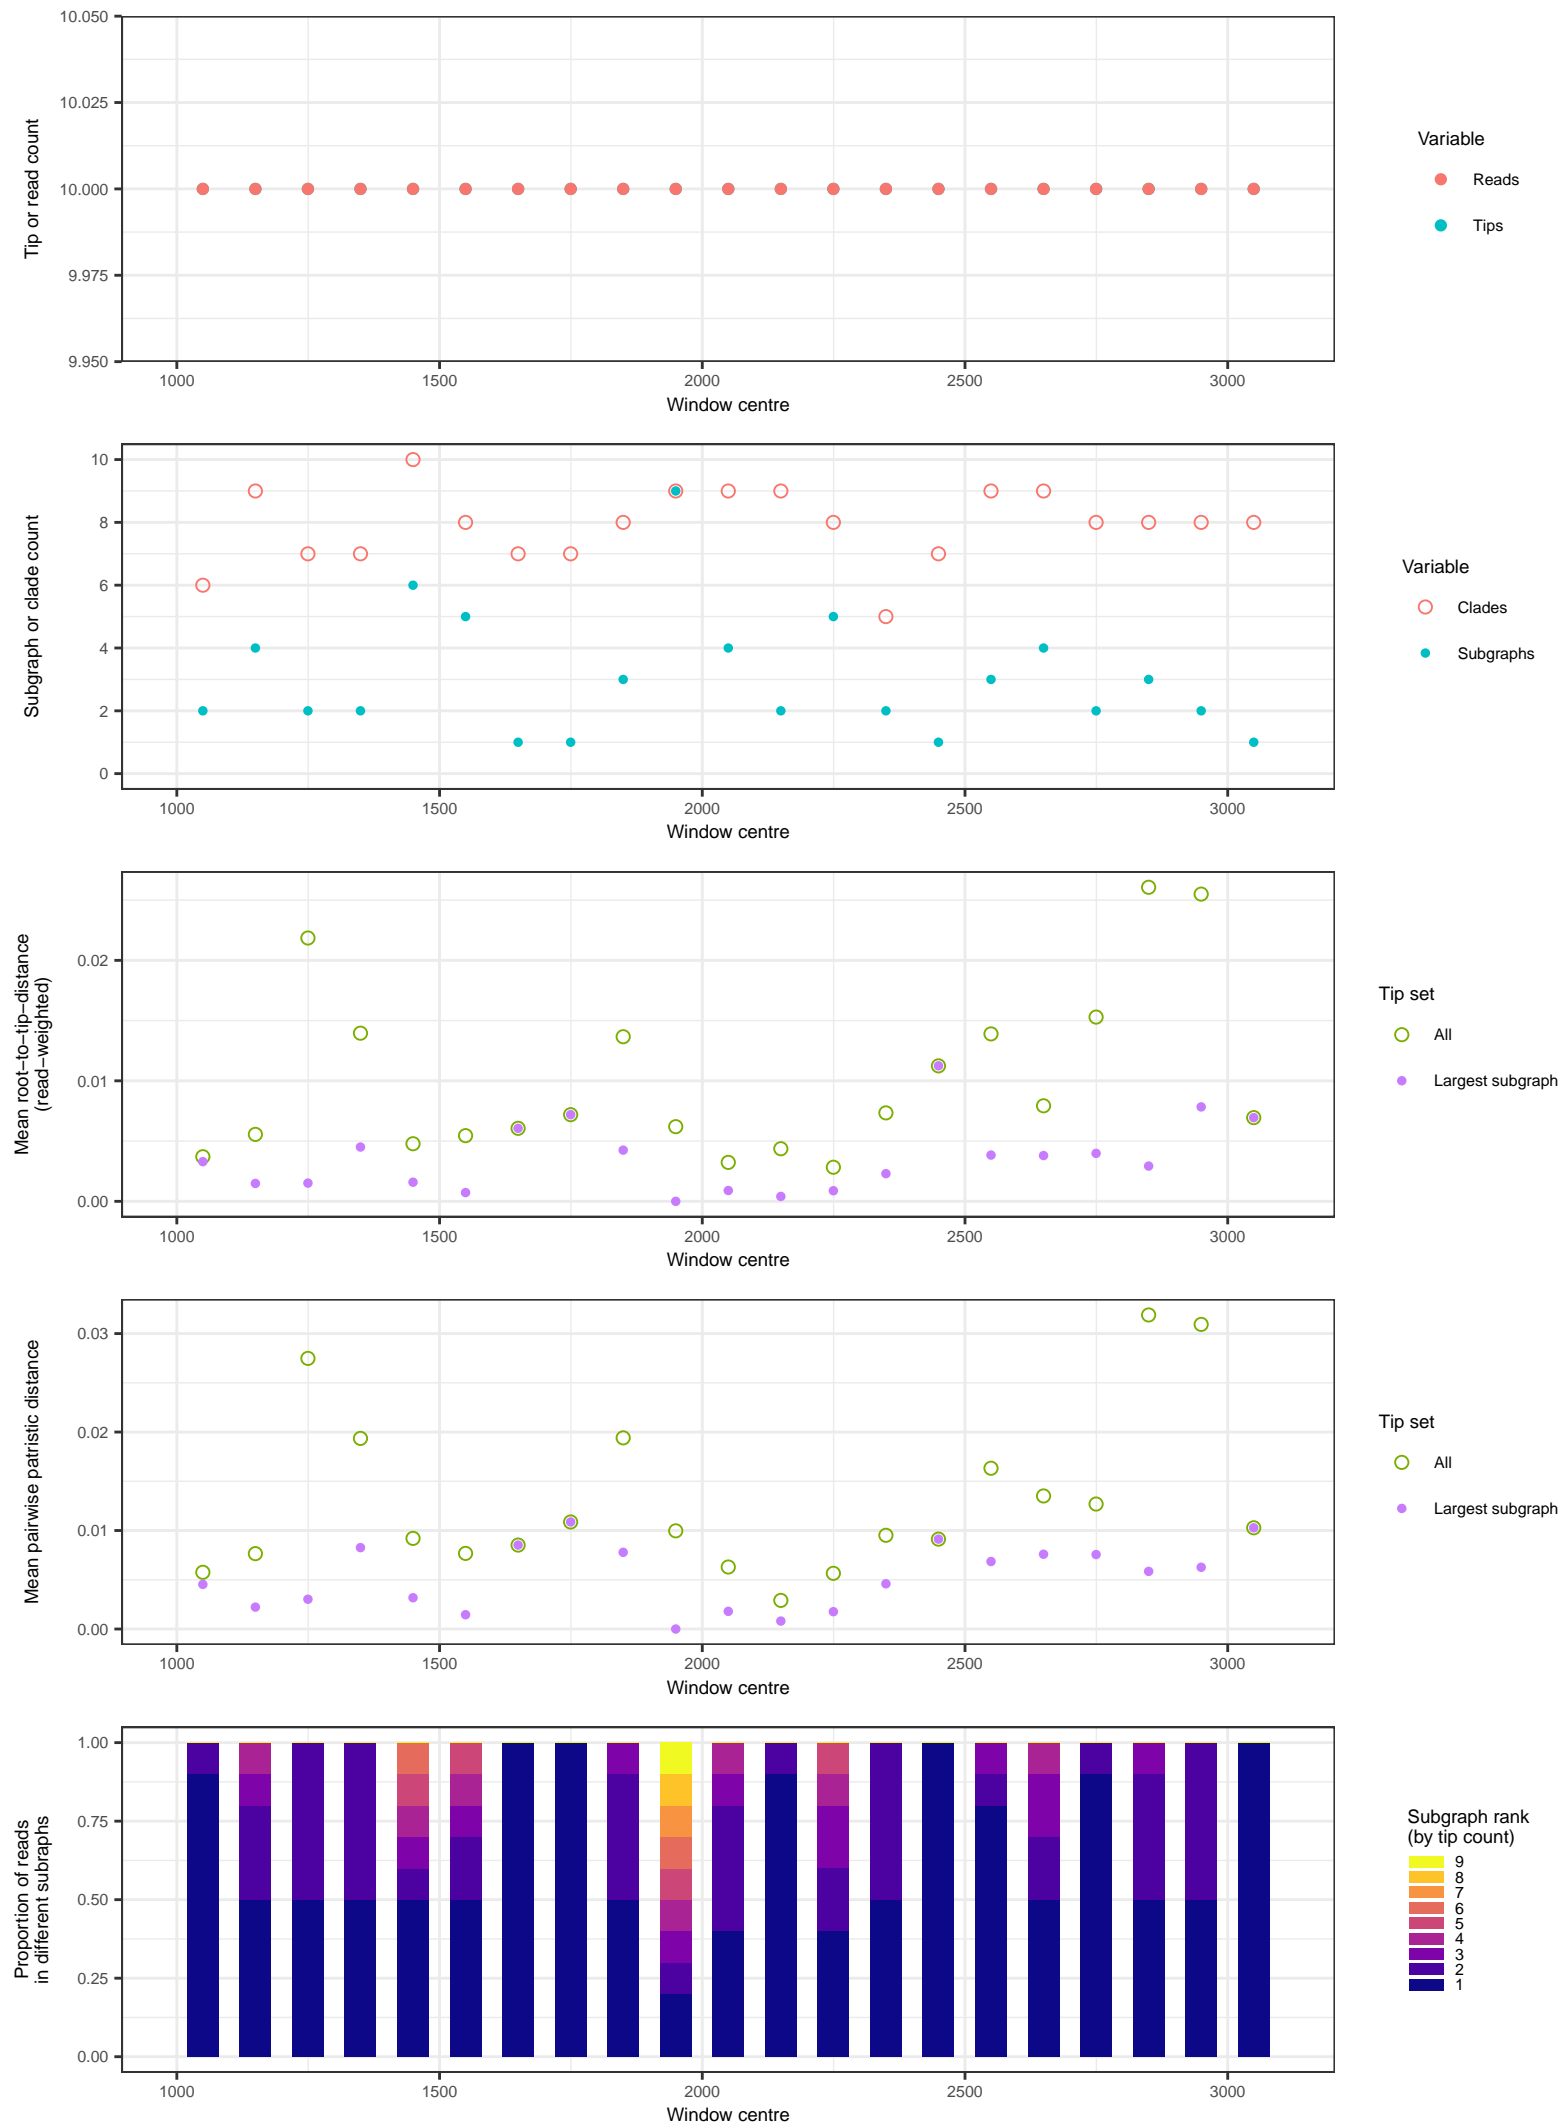 10.050
10.025
10.000
9.975
9.950
Tip or read count
1000 1500 2000 2500 3000
Window centre
Variable
Reads
Tips
10
8
6
4
2
0
Subgraph or clade count
1000 1500 2000 2500 3000
Window centre
Variable
Clades
Subgraphs
0.02
0.01
0.00
Mean root−to−tip−distance
(read−weighted)
1000 1500 2000 2500 3000
Window centre
Tip set
All
Largest subgraph
0.03
0.02
0.01
0.00
Mean pairwise patristic distance
1000 1500 2000 2500 3000
Window centre
Tip set
All
Largest subgraph
1.00
0.75
0.50
0.25
0.00
Proportion of reads
in different subraphs
1000 1500 2000 2500 3000
Window centre
Subgraph rank
(by tip count)
9
8
7
6
5
4
3
2
1